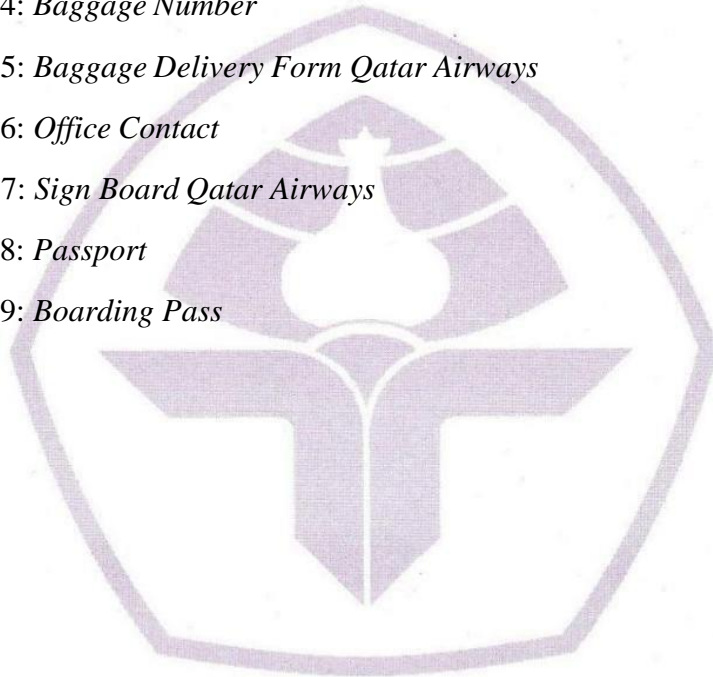 4: Baggage Number
5: Baggage Delivery Form Qatar Airways
6: Office Contact
7: Sign Board Qatar Airways
8: Passport
9: Boarding Pass